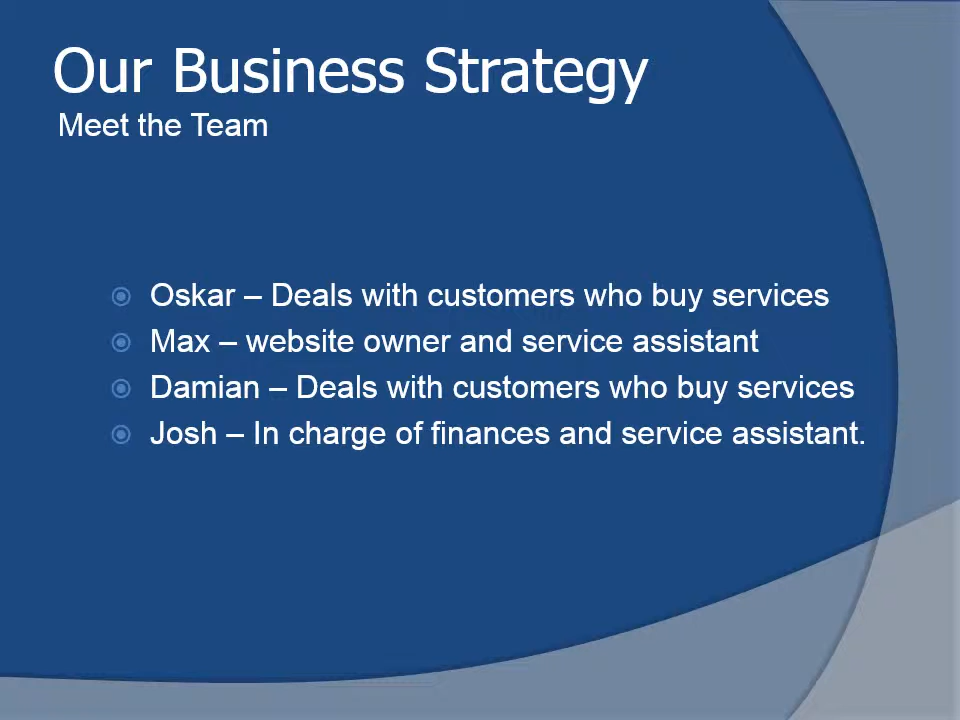 Our Business Strategy
Meet the Team
Oskar – Deals with customers who buy services
Max – website owner and service assistant
Damian – Deals with customers who buy services
Josh – In charge of finances and service assistant.